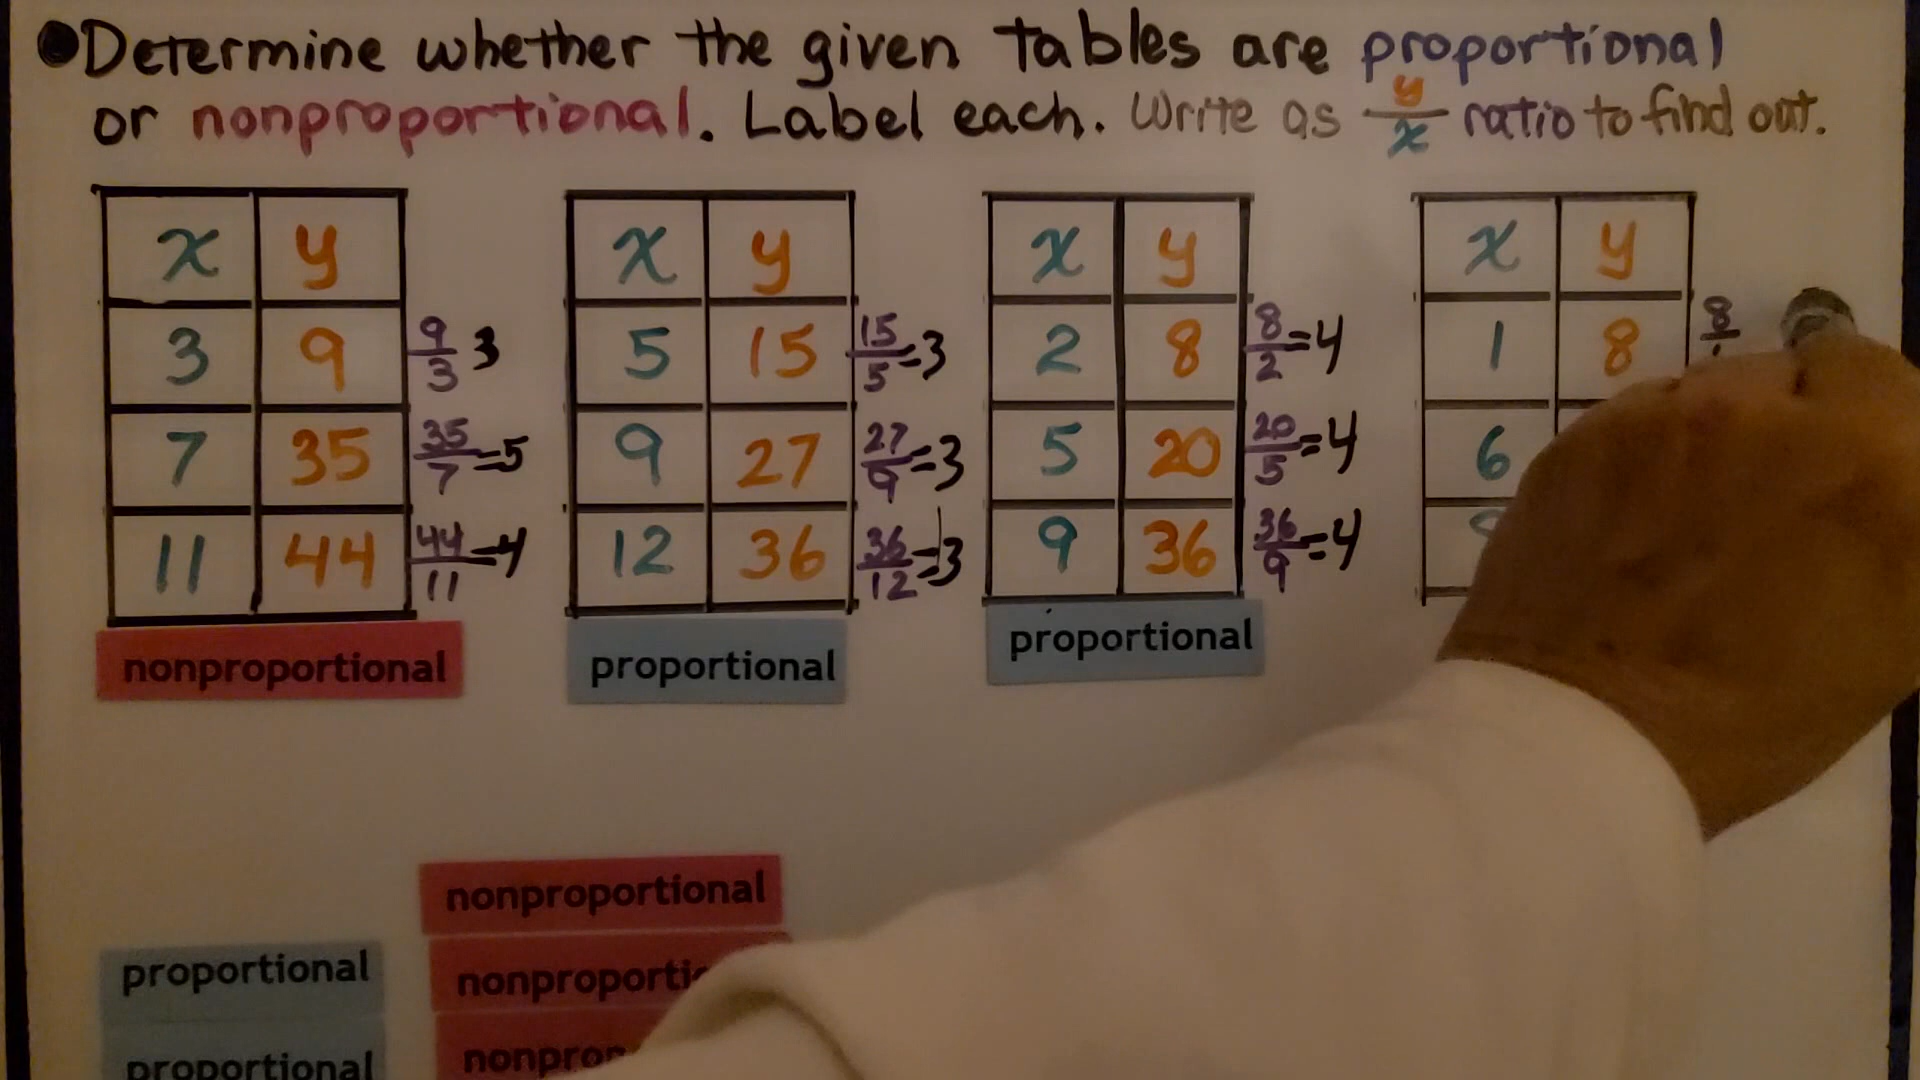 Determine whether the given tables are proportional
or nonproportional. Label each. Write as y/x ratio to find out.
x y
3 9 9/3 3
7 35 35/7=5
11 44 44/11=4
nonproportional
x y
5 15 15/5=3
9 27 27/9=3
12 36 36/12=3
proportional
x y
2 8 8/2=4
5 20 20/5=4
9 36 36/9=4
proportional
x y
1 8 8
6
nonproportional
proportional
proportional